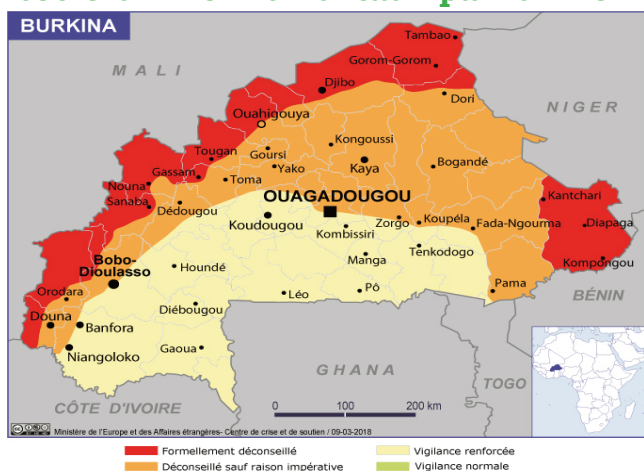 BURKINA
MALI
Tambao
Gorom-Gorom
Djibo
Dori
NIGER
Ouahigouya
Kongoussi
Tougan
Goursi
Kaya
Bogandé
Gassam
Yako
Nouna
Toma
Sanaba
OUAGADOUGOU
Kantchari
Dédougou
Koudougou
Zorgo
Koupéla
Fada-Ngourma
Diapaga
Kombissiri
Bobo-
Dioulasso
Houndé
Manga
Tenkodogo
Kompongou
Orodara
Léo
Pô
Pama
BÉNIN
Diébougou
Douna
Banfora
Niangoloko
Gaoua
GHANA
TOGO
CÔTE D'IVOIRE
0 100 200 km
Ministère de l'Europe et des Affaires étrangères- Centre de crise et de soutien / 09-03-2018
Formellement déconseillé
Vigilance renforcée
Déconseillé sauf raison impérative
Vigilance normale